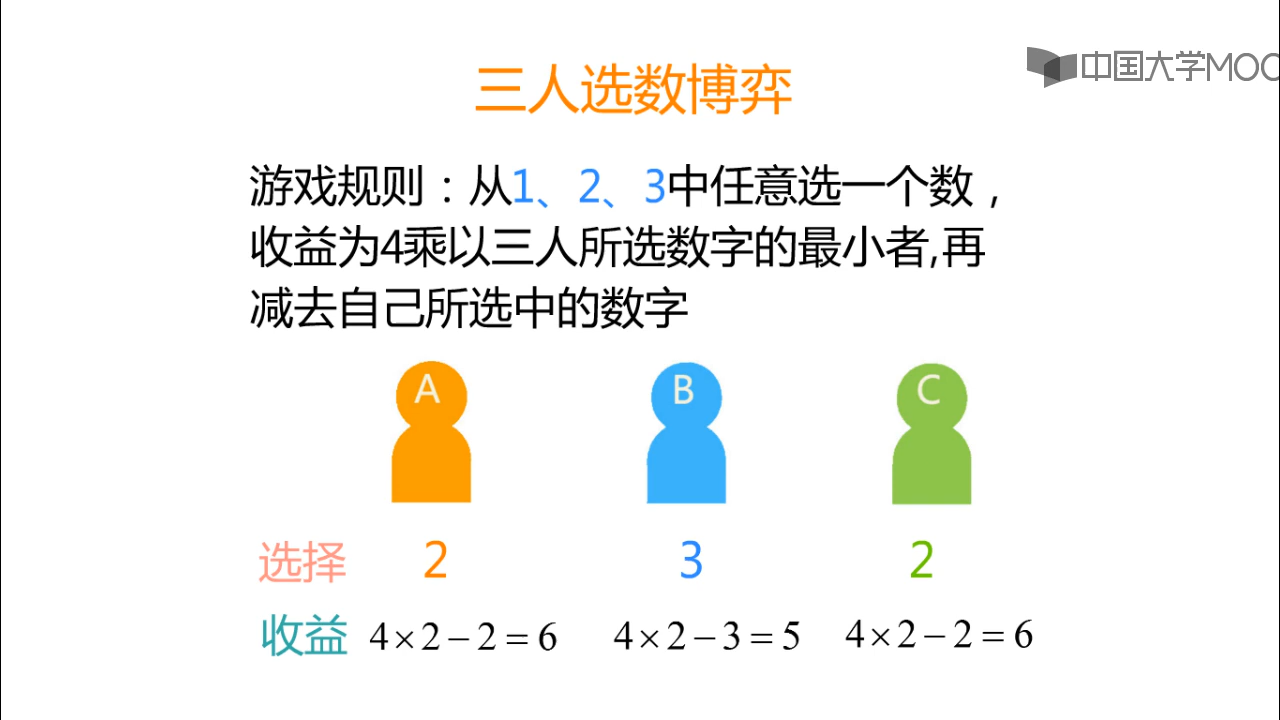 中国大学MOO
三人选数博弈
游戏规则：从1、2、3中任意选一个数，
收益为4乘以三人所选数字的最小者,再
减去自己所选中的数字
A B C
选择 2 3 2
收益 4×2−2=6 4×2−3=5 4×2−2=6